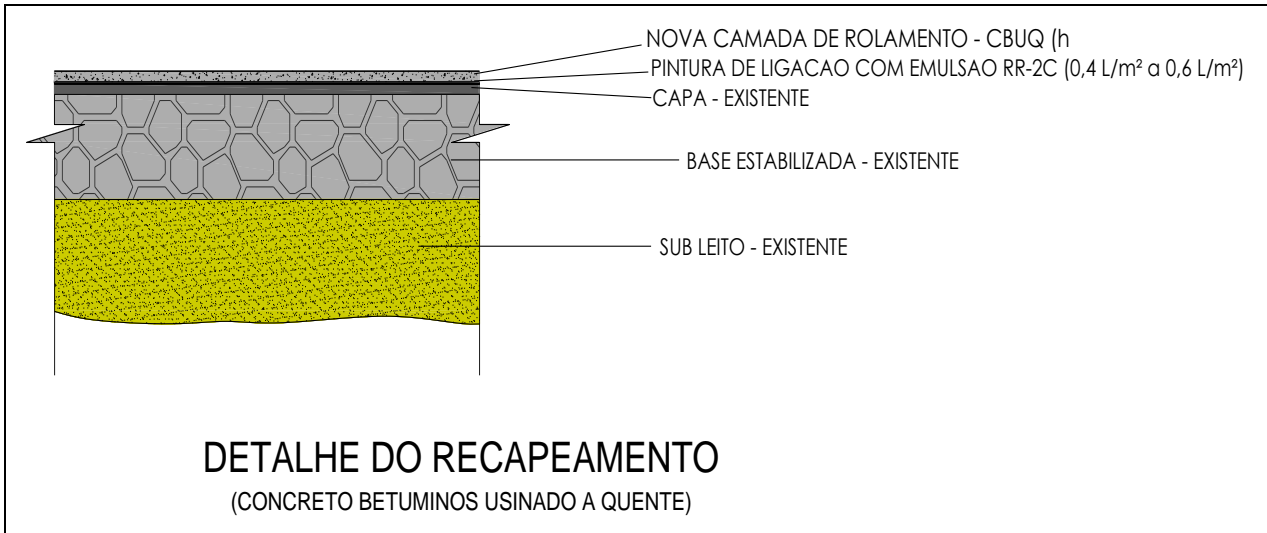 NOVA CAMADA DE ROLAMENTO - CBUQ (h
PINTURA DE LIGACAO COM EMULSAO RR-2C (0,4 L/m² a 0,6 L/m²)
CAPA - EXISTENTE
BASE ESTABILIZADA - EXISTENTE
SUB LEITO - EXISTENTE
DETALHE DO RECAPEAMENTO
(CONCRETO BETUMINOS USINADO A QUENTE)